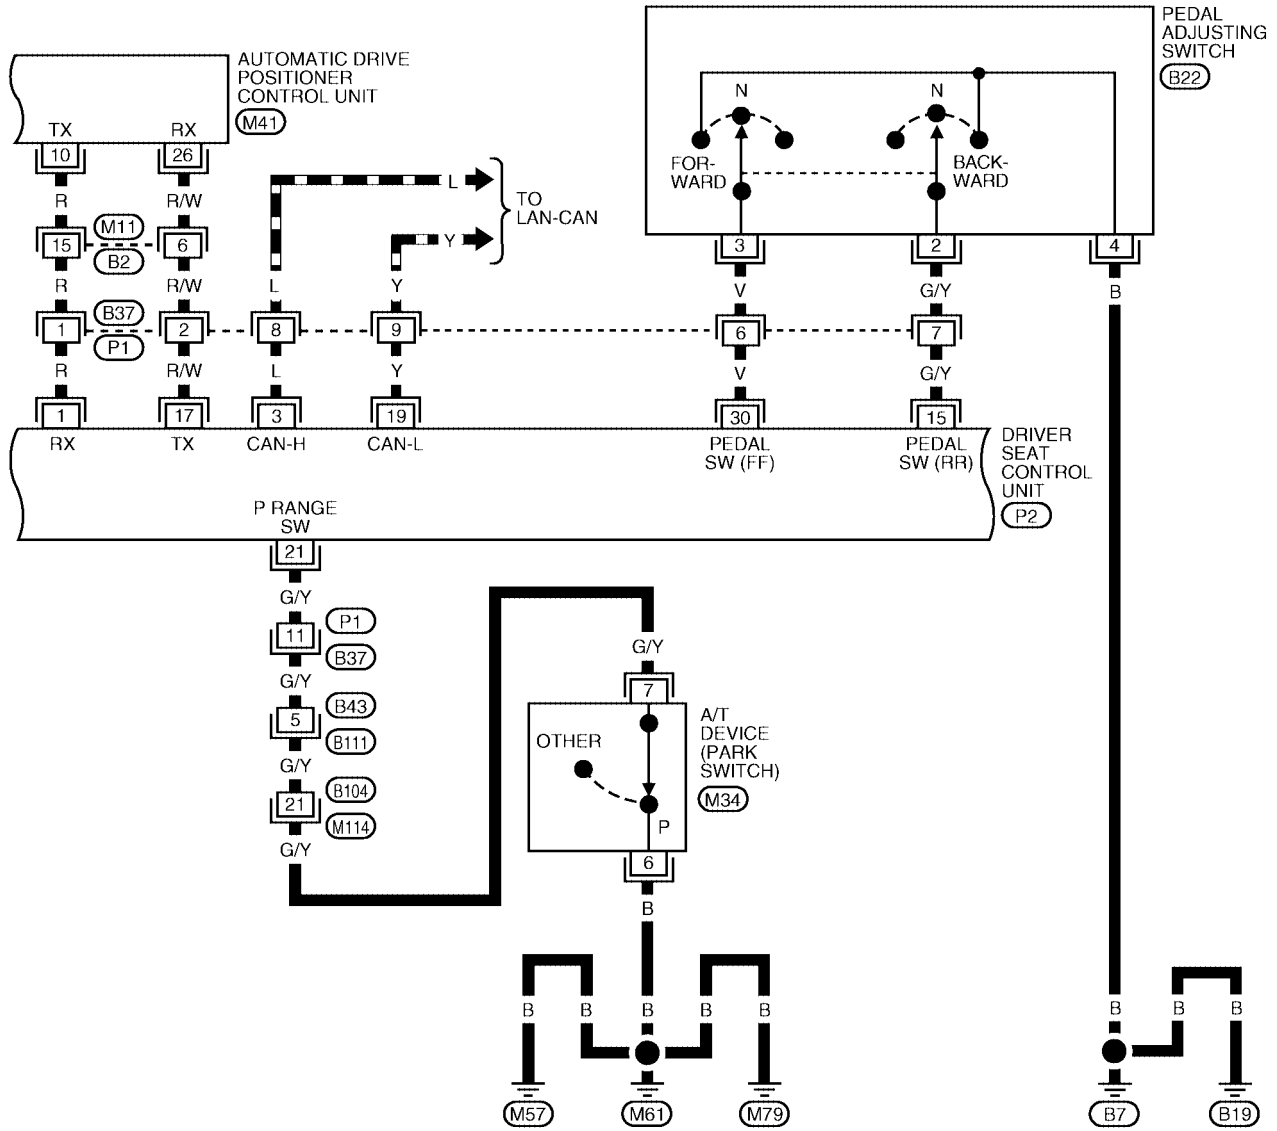 PEDAL
ADJUSTING
SWITCH
B22
AUTOMATIC DRIVE
POSITIONER
CONTROL UNIT
M41
TX RX
10 26
N N
FOR-
WARD
BACK-
WARD
L
TO
LAN-CAN
Y
R R/W
M11
15 6
B2
3 2 4
R R/W L Y V G/Y B
B37
1 2 8 9 6 7
P1
R R/W L Y V G/Y
1 17 3 19 30 15
RX TX CAN-H CAN-L PEDAL
SW (FF) PEDAL
SW (RR)
DRIVER
SEAT
CONTROL
UNIT
P2
P RANGE
SW
21
G/Y
11
P1
B37
G/Y
5
B43
B111
G/Y
21
B104
M114
G/Y
G/Y
7
OTHER
P
A/T
DEVICE
(PARK
SWITCH)
M34
6
B
B B B B B B B B
M57 M61 M79 B7 B19